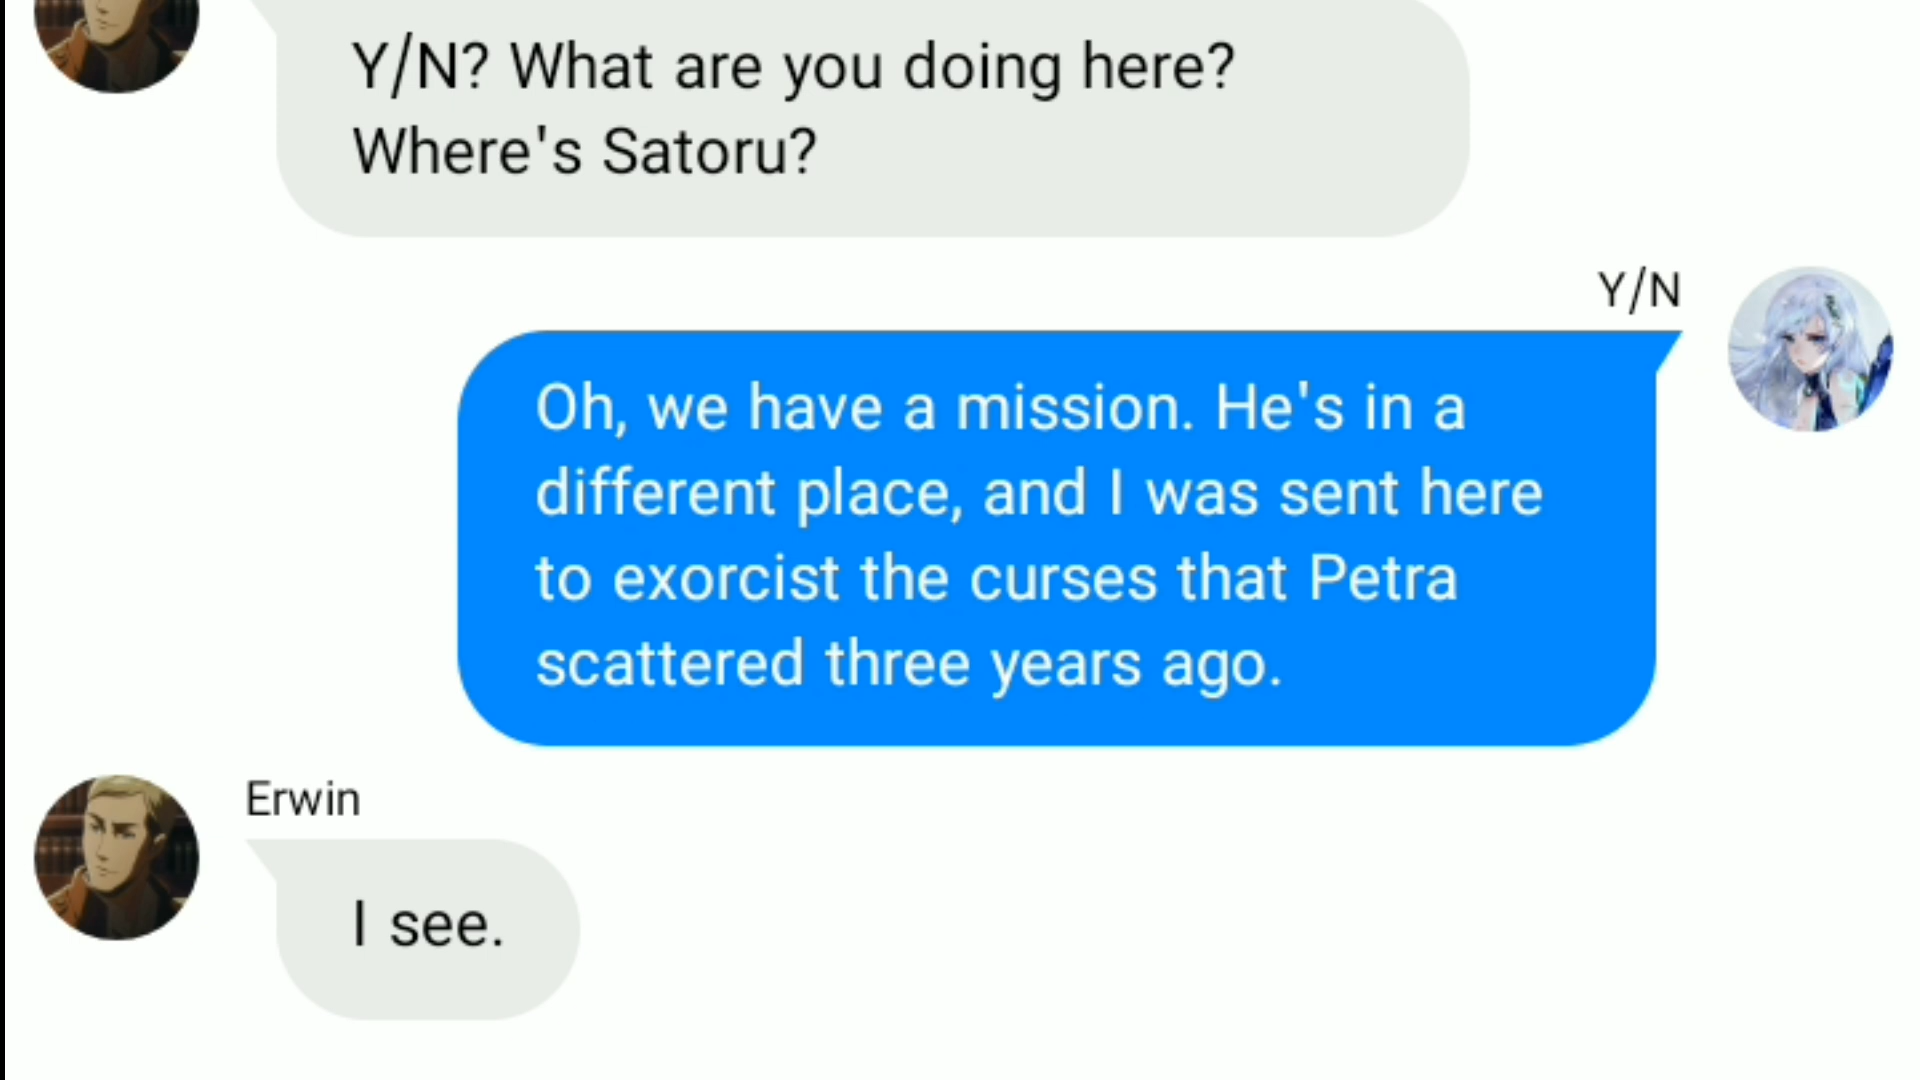 Y/N? What are you doing here?
Where's Satoru?
Y/N
Oh, we have a mission. He's in a
different place, and I was sent here
to exorcist the curses that Petra
scattered three years ago.
Erwin
I see.